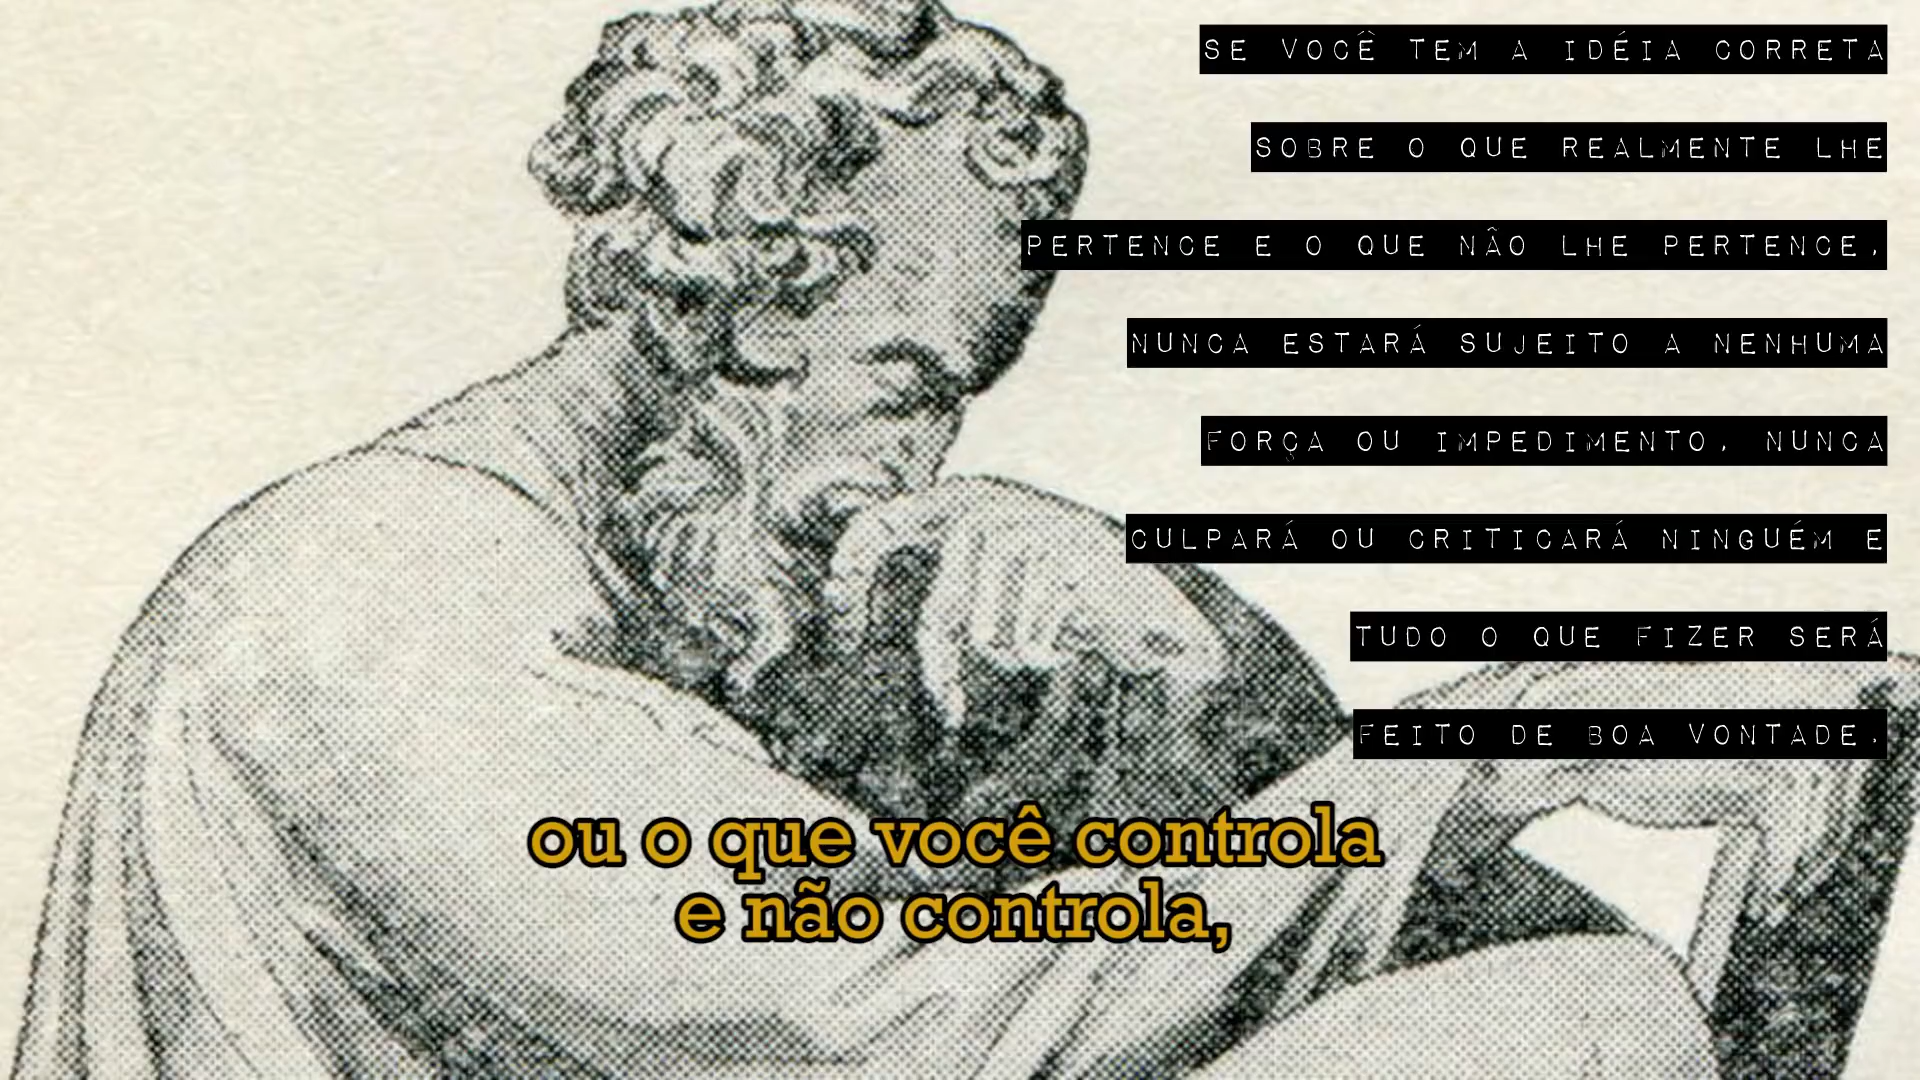 SE VOCÊ TEM A IDÉIA CORRETA
SOBRE O QUE REALMENTE LHE
PERTENCE E O QUE NÃO LHE PERTENCE,
NUNCA ESTARÁ SUJEITO A NENHUMA
FORÇA OU IMPEDIMENTO, NUNCA
CULPARÁ OU CRITICARÁ NINGUÉM E
TUDO O QUE FIZER SERÁ
FEITO DE BOA VONTADE.
ou o que você controla
e não controla,